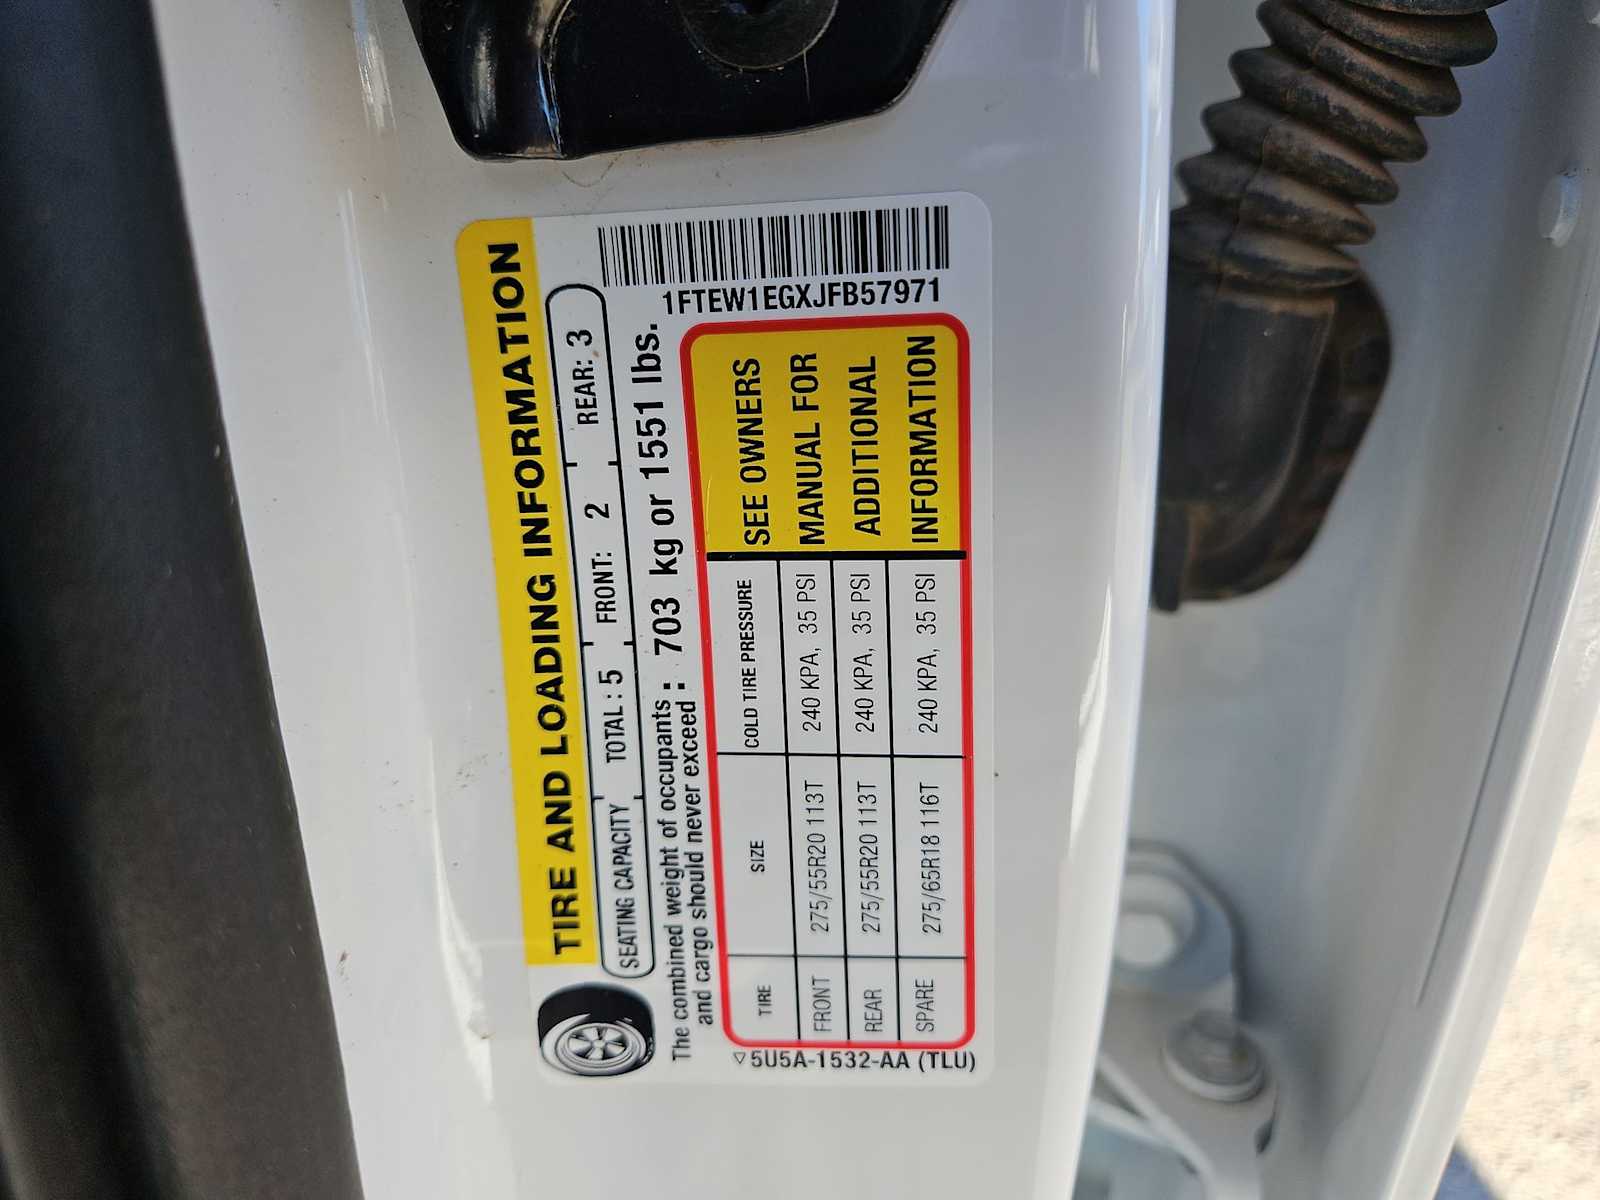 TIRE AND LOADING INFORMATION
SEATING CAPACITY TOTAL : 5 FRONT: 2 REAR: 3
The combined weight of occupants and cargo should never exceed : 703 kg or 1551 lbs.
TIRE SIZE COLD TIRE PRESSURE
FRONT 275/55R20 113T 240 KPA, 35 PSI
REAR 275/55R20 113T 240 KPA, 35 PSI
SPARE 275/65R18 116T 240 KPA, 35 PSI
SEE OWNERS
MANUAL FOR
ADDITIONAL
INFORMATION
5U5A-1532-AA (TLU)
1FTEW1EGXJFB57971